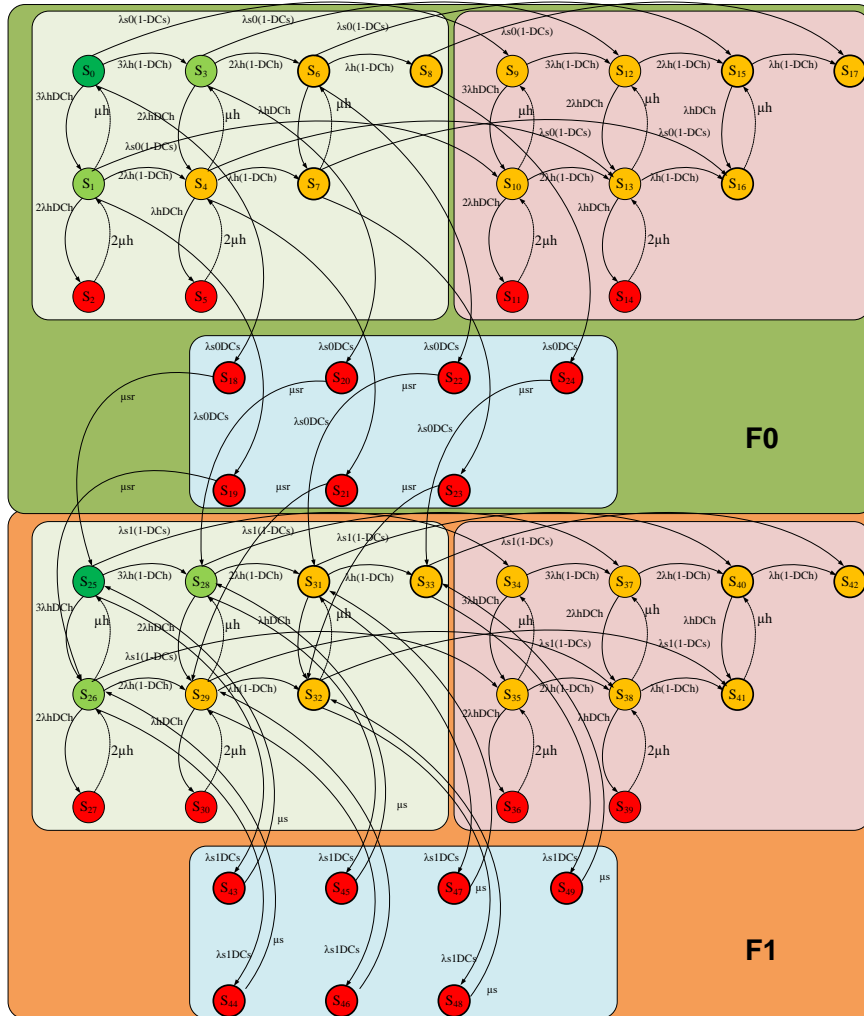 λs0(1-DCs)
λs0(1-DCs)
λs0(1-DCs)
λs0(1-DCs)
S0 3λh(1-DCh) S3 2λh(1-DCh) S6 λh(1-DCh) S8 S9 3λh(1-DCh) S12 2λh(1-DCh) S15 λh(1-DCh) S17
3λhDCh μh 2λhDCh μh λhDCh μh 3λhDCh μh 2λhDCh μh λhDCh μh
λs0(1-DCs) λs0(1-DCs)
S1 2λh(1-DCh) S4 λh(1-DCh) S7 S10 2λh(1-DCh) S13 λh(1-DCh) S16
2λhDCh 2μh λhDCh 2μh 2λhDCh 2μh λhDCh 2μh
S2 S5 S11 S14
λs0DCs λs0DCs λs0DCs λs0DCs
S18 S20 S22 S24
μsr μsr μsr μsr
λs0DCs λs0DCs λs0DCs
F0
μsr μsr μsr
S19 S21 S23
λs1(1-DCs) λs1(1-DCs) λs1(1-DCs) λs1(1-DCs)
S25 3λh(1-DCh) S28 2λh(1-DCh) S31 λh(1-DCh) S33 S34 3λh(1-DCh) S37 2λh(1-DCh) S40 λh(1-DCh) S42
3λhDCh μh 2λhDCh μh λhDCh μh 3λhDCh μh 2λhDCh μh λhDCh μh
λs1(1-DCs) λs1(1-DCs)
S26 2λh(1-DCh) S29 λh(1-DCh) S32 S35 2λh(1-DCh) S38 λh(1-DCh) S41
2λhDCh 2μh λhDCh 2μh 2λhDCh 2μh λhDCh 2μh
S27 S30 S36 S39
μs μs
λs1DCs λs1DCs λs1DCs λs1DCs
S43 S45 S47 μs S49 μs
λs1DCs λs1DCs λs1DCs
F1
S44 S46 S48 μs